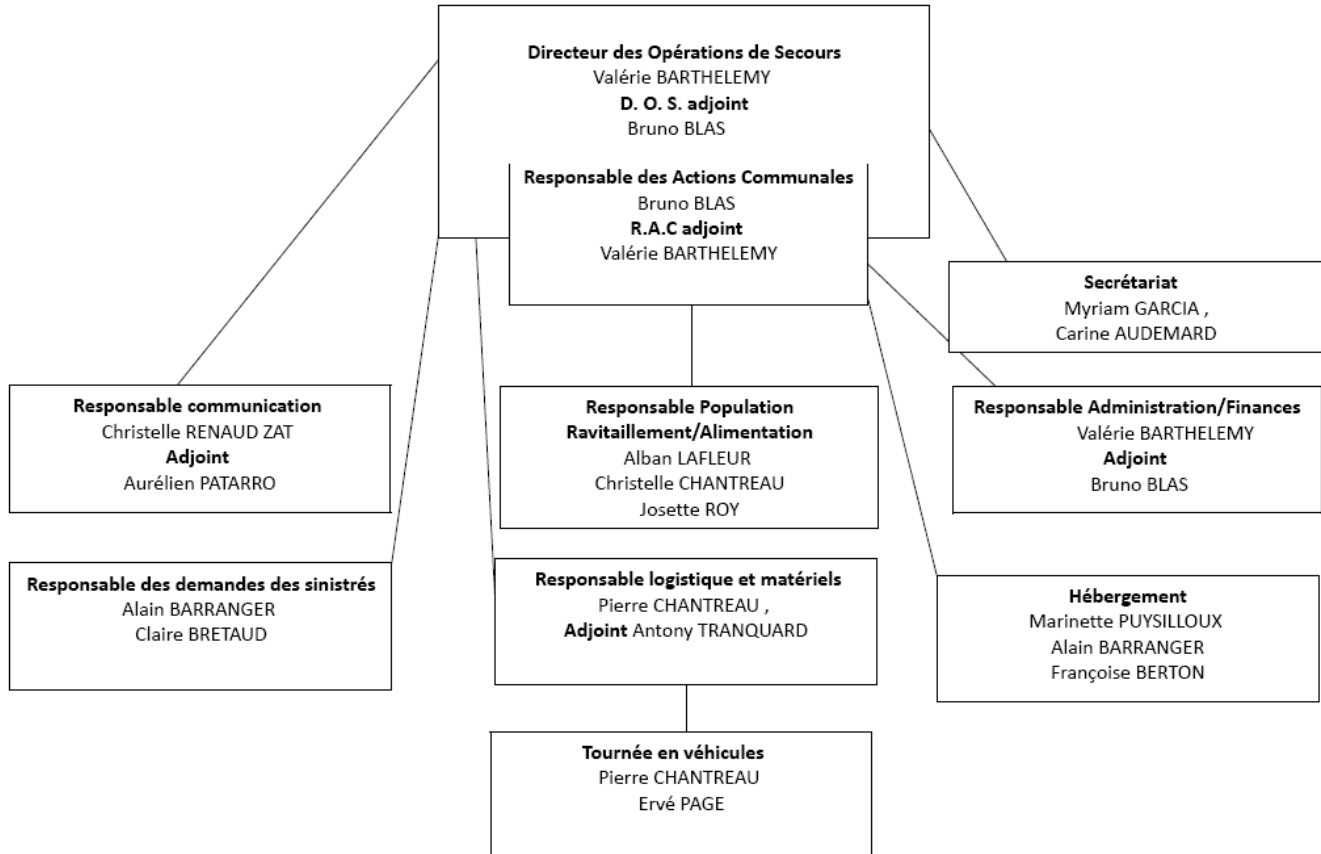 Directeur des Opérations de Secours
Valérie BARTHELEMY
D. O. S. adjoint
Bruno BLAS
Responsable des Actions Communales
Bruno BLAS
R.A.C adjoint
Valérie BARTHELEMY
Secrétariat
Myriam GARCIA ,
Carine AUDEMARD
Responsable communication
Christelle RENAUD ZAT
Adjoint
Aurélien PATARRO
Responsable Population
Ravitaillement/Alimentation
Alban LAFLEUR
Christelle CHANTREAU
Josette ROY
Responsable Administration/Finances
Valérie BARTHELEMY
Adjoint
Bruno BLAS
Responsable des demandes des sinistrés
Alain BARRANGER
Claire BRETAUD
Responsable logistique et matériels
Pierre CHANTREAU ,
Adjoint Antony TRANQUARD
Hébergement
Marinette PUYSILLOUX
Alain BARRANGER
Françoise BERTON
Tournée en véhicules
Pierre CHANTREAU
Ervé PAGE